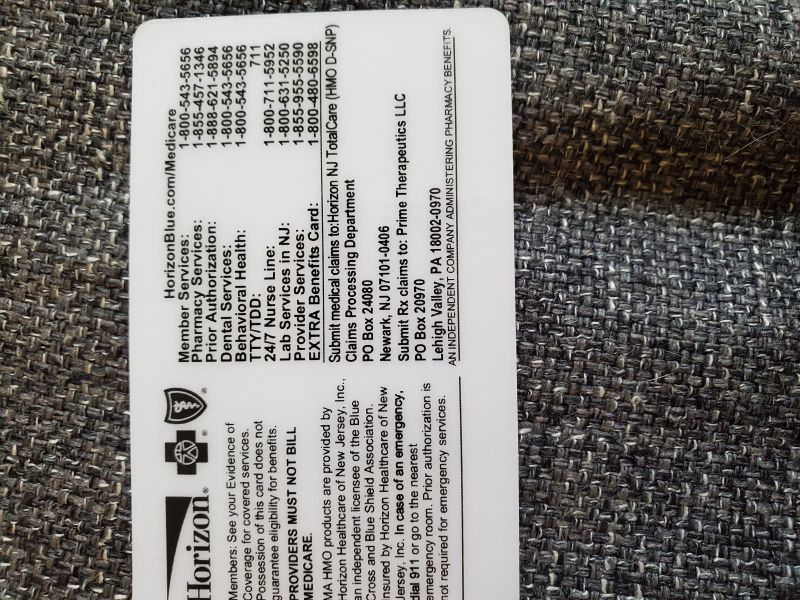 Horizon®
Members: See your Evidence of
Coverage for covered services.
Possession of this card does not
guarantee eligibility for benefits.
PROVIDERS MUST NOT BILL
MEDICARE.
MA HMO products are provided by
Horizon Healthcare of New Jersey, Inc.,
an independent licensee of the Blue
Cross and Blue Shield Association.
Insured by Horizon Healthcare of New
Jersey, Inc. In case of an emergency,
dial 911 or go to the nearest
emergency room. Prior authorization is
not required for emergency services.
HorizonBlue.com/Medicare
Member Services: 1-800-543-5656
Pharmacy Services: 1-855-457-1346
Prior Authorization: 1-888-621-5894
Dental Services: 1-800-543-5656
Behavioral Health: 1-800-543-5656
TTY/TDD: 711
24/7 Nurse Line: 1-800-711-5952
Lab Services in NJ: 1-800-631-5250
Provider Services: 1-855-955-5590
EXTRA Benefits Card: 1-800-480-6598
Submit medical claims to:Horizon NJ TotalCare (HMO D-SNP)
Claims Processing Department
PO Box 24080
Newark, NJ 07101-0406
Submit Rx claims to: Prime Therapeutics LLC
PO Box 20970
Lehigh Valley, PA 18002-0970
AN INDEPENDENT COMPANY ADMINISTERING PHARMACY BENEFITS.